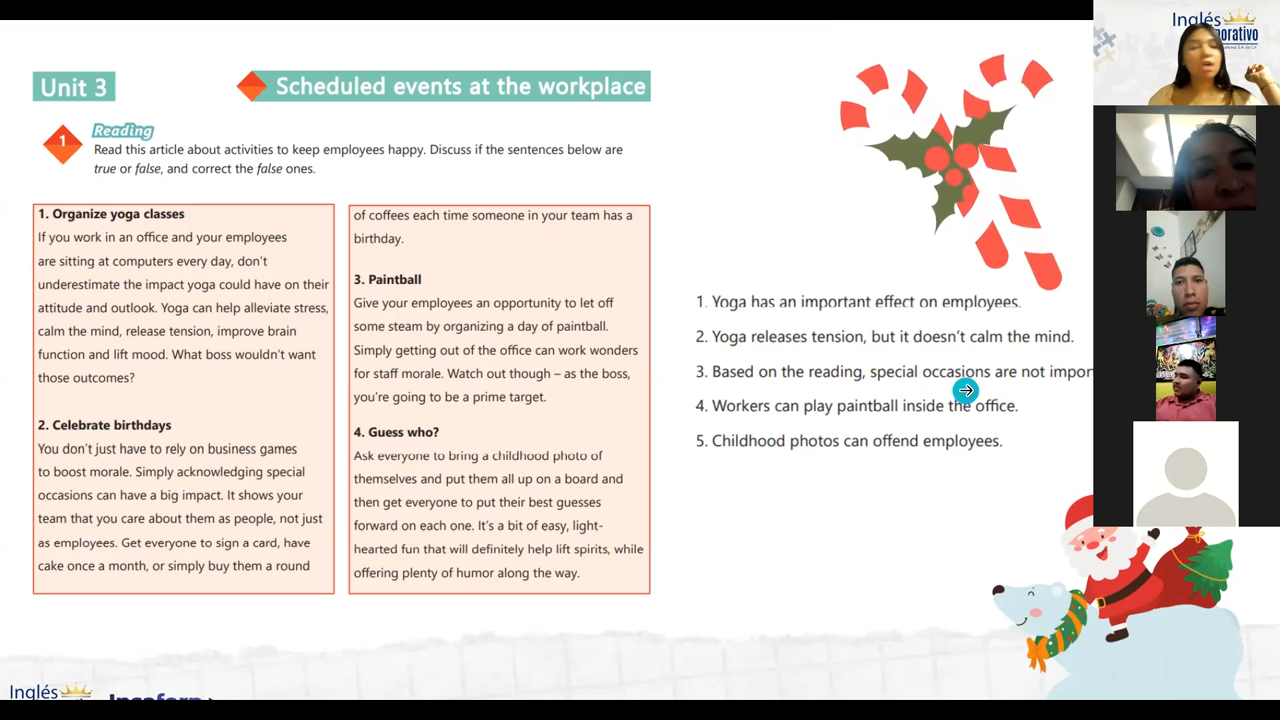 Unit 3
Scheduled events at the workplace
1
Reading
Read this article about activities to keep employees happy. Discuss if the sentences below are
true or false, and correct the false ones.
1. Organize yoga classes
If you work in an office and your employees
are sitting at computers every day, don't
underestimate the impact yoga could have on their
attitude and outlook. Yoga can help alleviate stress,
calm the mind, release tension, improve brain
function and lift mood. What boss wouldn't want
those outcomes?
2. Celebrate birthdays
You don't just have to rely on business games
to boost morale. Simply acknowledging special
occasions can have a big impact. It shows your
team that you care about them as people, not just
as employees. Get everyone to sign a card, have
cake once a month, or simply buy them a round
of coffees each time someone in your team has a
birthday.
3. Paintball
Give your employees an opportunity to let off
some steam by organizing a day of paintball.
Simply getting out of the office can work wonders
for staff morale. Watch out though – as the boss,
you're going to be a prime target.
4. Guess who?
Ask everyone to bring a childhood photo of
themselves and put them all up on a board and
then get everyone to put their best guesses
forward on each one. It's a bit of easy, light-
hearted fun that will definitely help lift spirits, while
offering plenty of humor along the way.
1. Yoga has an important effect on employees.
2. Yoga releases tension, but it doesn't calm the mind.
3. Based on the reading, special occasions are not impor
4. Workers can play paintball inside the office.
5. Childhood photos can offend employees.
Inglés
Inglés